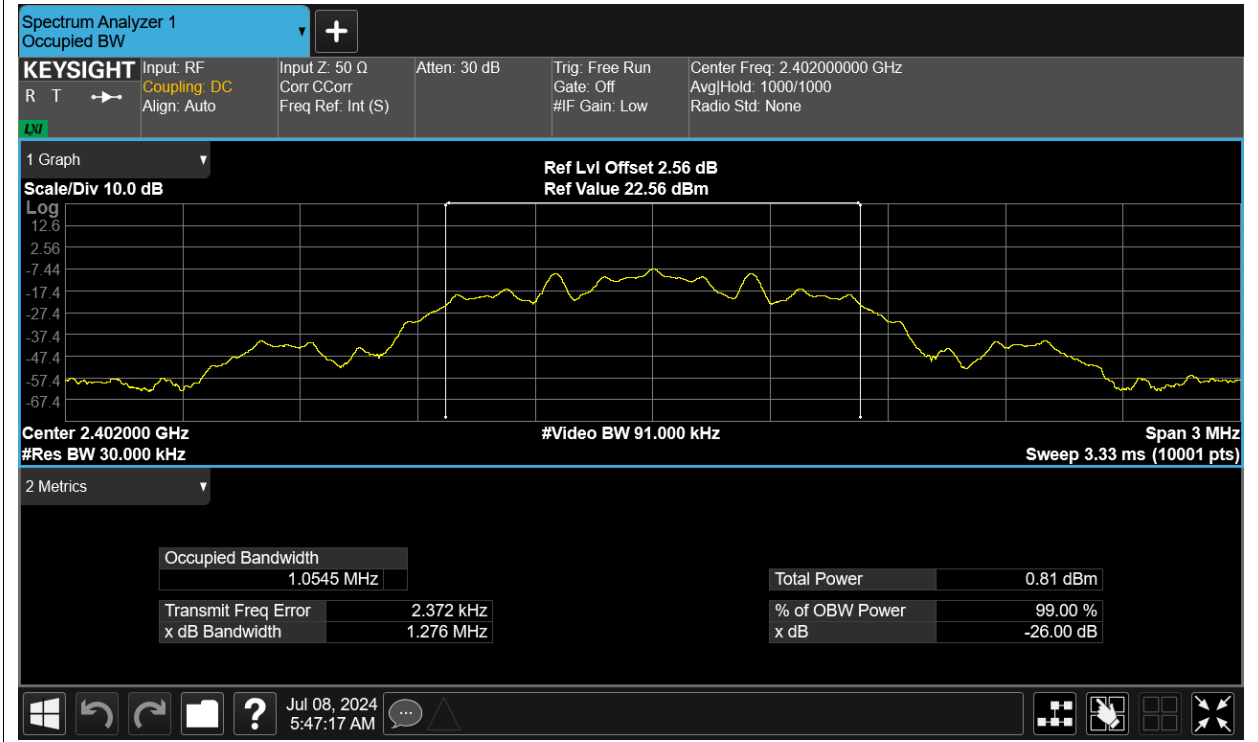 Spectrum Analyzer 1
Occupied BW
KEYSIGHT Input: RF Input Z: 50 Ω Atten: 30 dB Trig: Free Run Center Freq: 2.402000000 GHz
R T Coupling: DC Corr CCorr Gate: Off Avg|Hold: 1000/1000
Align: Auto Freq Ref: Int (S) #IF Gain: Low Radio Std: None
LXI
1 Graph
Ref Lvl Offset 2.56 dB
Scale/Div 10.0 dB Ref Value 22.56 dBm
Log
12.6
2.56
-7.44
-17.4
-27.4
-37.4
-47.4
-57.4
-67.4
Center 2.402000 GHz #Video BW 91.000 kHz Span 3 MHz
#Res BW 30.000 kHz Sweep 3.33 ms (10001 pts)
2 Metrics
Occupied Bandwidth
1.0545 MHz Total Power 0.81 dBm
Transmit Freq Error 2.372 kHz % of OBW Power 99.00 %
x dB Bandwidth 1.276 MHz x dB -26.00 dB
? Jul 08, 2024
5:47:17 AM